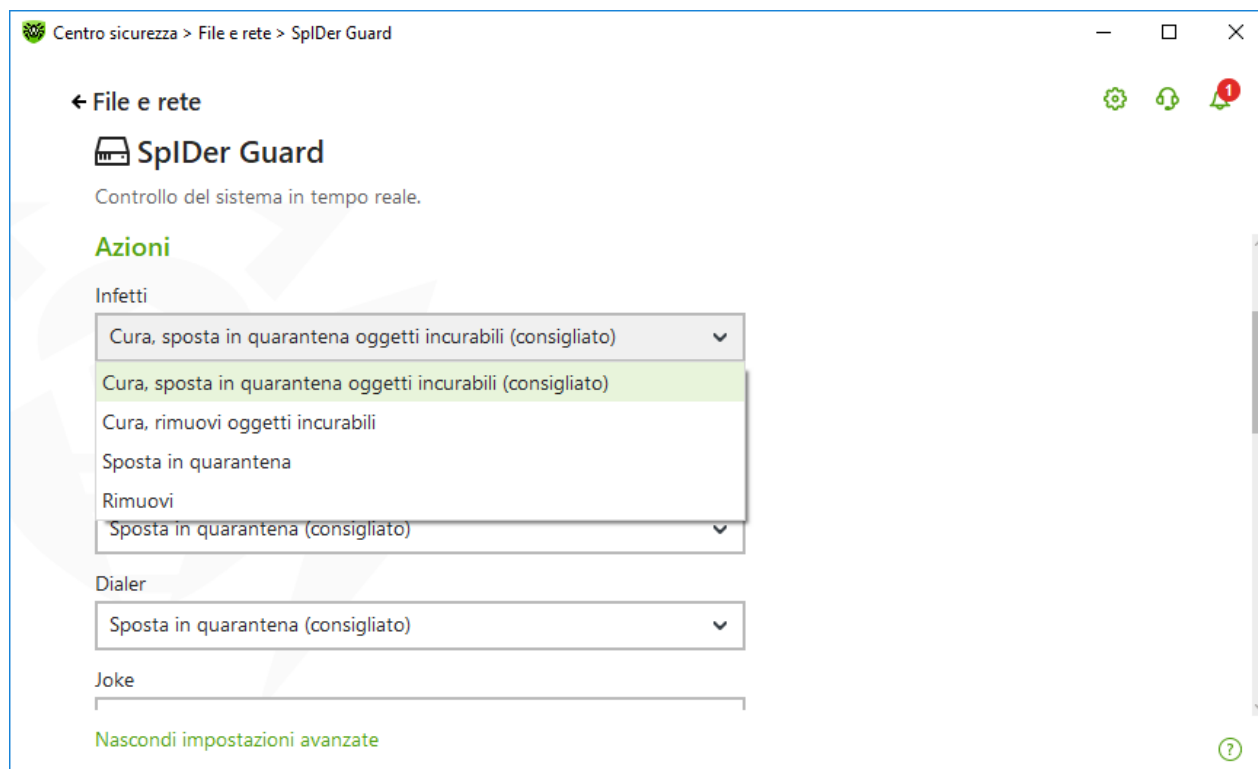 Centro sicurezza > File e rete > SpIDer Guard
File e rete
1
SpIDer Guard
Controllo del sistema in tempo reale.
Azioni
Infetti
Cura, sposta in quarantena oggetti incurabili (consigliato)
Cura, sposta in quarantena oggetti incurabili (consigliato)
Cura, rimuovi oggetti incurabili
Sposta in quarantena
Rimuovi
Sposta in quarantena (consigliato)
Dialer
Sposta in quarantena (consigliato)
Joke
Nascondi impostazioni avanzate
?